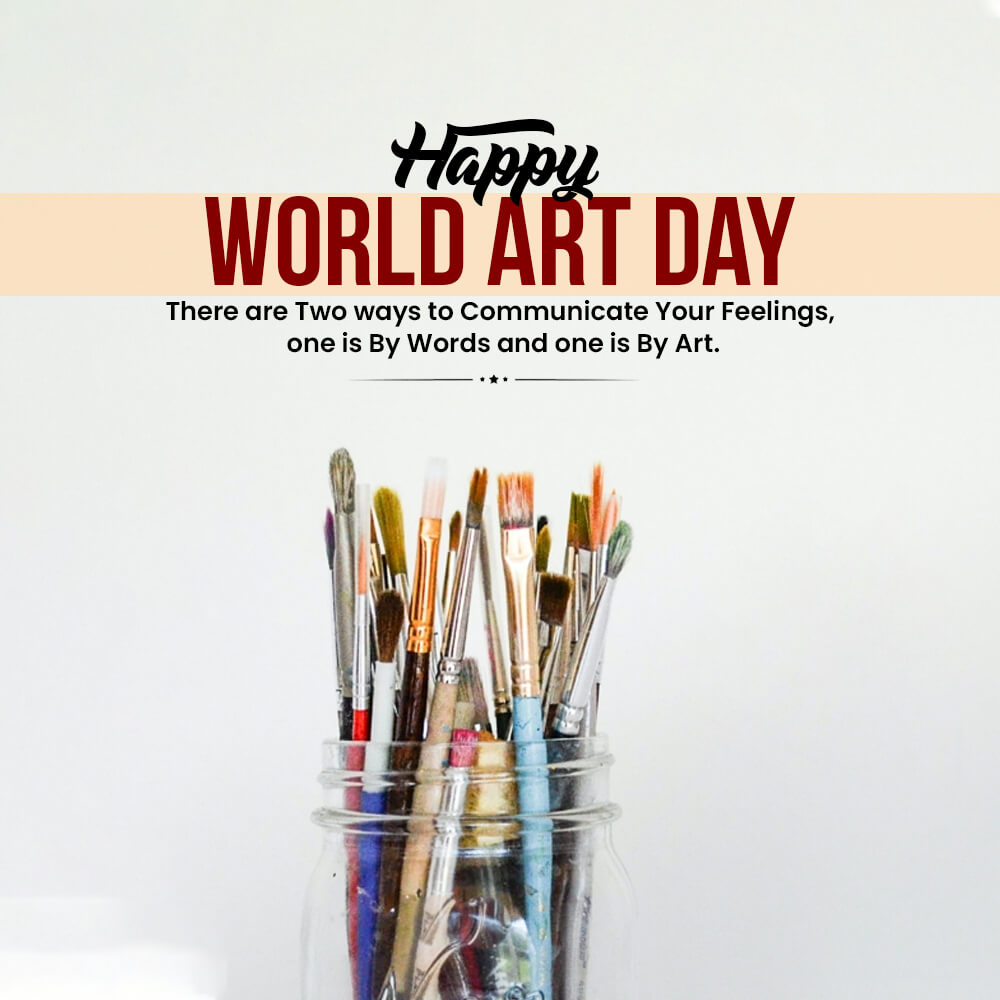 Happy
WORLD ART DAY
There are Two ways to Communicate Your Feelings,
one is By Words and one is By Art.